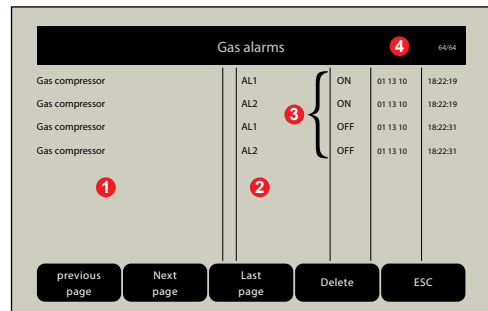 Gas alarms 4 64/64
Gas compressor AL1 ON 01 13 10 18:22:19
Gas compressor AL2 ON 01 13 10 18:22:19
3
Gas compressor AL1 OFF 01 13 10 18:22:31
Gas compressor AL2 OFF 01 13 10 18:22:31
1 2
previous page
Next page
Last page
Delete
ESC